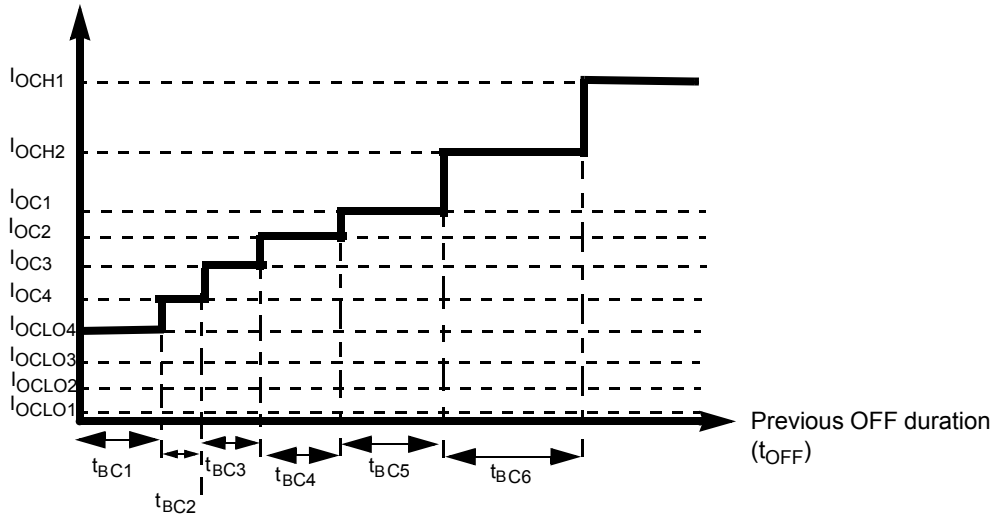 IOCH1
IOCH2
IOC1
IOC2
IOC3
IOC4
IOCLO4
IOCLO3
IOCLO2
IOCLO1
Previous OFF duration
(tOFF)
tBC1
tBC2
tBC3
tBC4
tBC5
tBC6